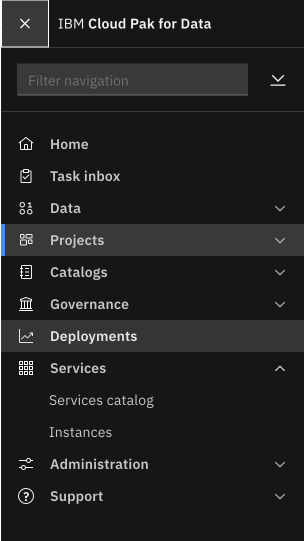 IBM Cloud Pak for Data
Filter navigation
Home
Task inbox
Data
Projects
Catalogs
Governance
Deployments
Services
Services catalog
Instances
Administration
Support